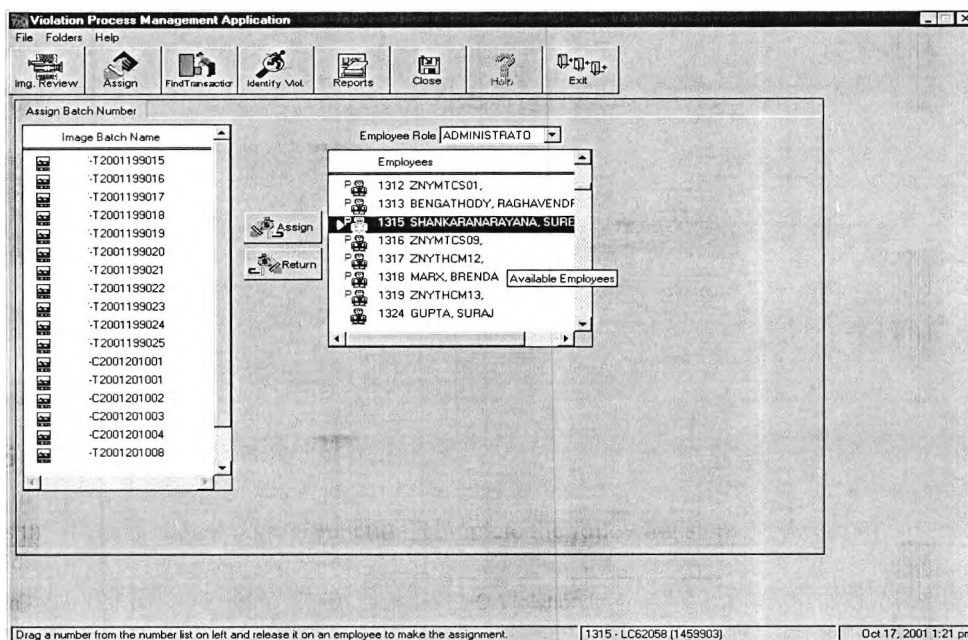 Violation Process Management Application
File Folders Help
Img. Review Assign FindTransactior Identify Viol. Reports Close Help Exit
Assign Batch Number
Image Batch Name
-T2001199015
-T2001199016
-T2001199017
-T2001199018
-T2001199019
-T2001199020
-T2001199021
-T2001199022
-T2001199023
-T2001199024
-T2001199025
-C2001201001
-T2001201001
-C2001201002
-C2001201003
-C2001201004
-T2001201008
Assign
Return
Employee Role ADMINISTRATO
Employees
P 1312 ZNYMTCS01,
P 1313 BENGATHODY, RAGHAVENDF
P 1315 SHANKARANARAYANA, SURE
P 1316 ZNYMTCS09,
P 1317 ZNYTHCM12,
P 1318 MARX, BRENDA
P 1319 ZNYTHCM13,
1324 GUPTA, SURAJ
Available Employees
Drag a number from the number list on left and release it on an employee to make the assignment. 1315 - LC62058 (1459903) Oct 17, 2001 1:21